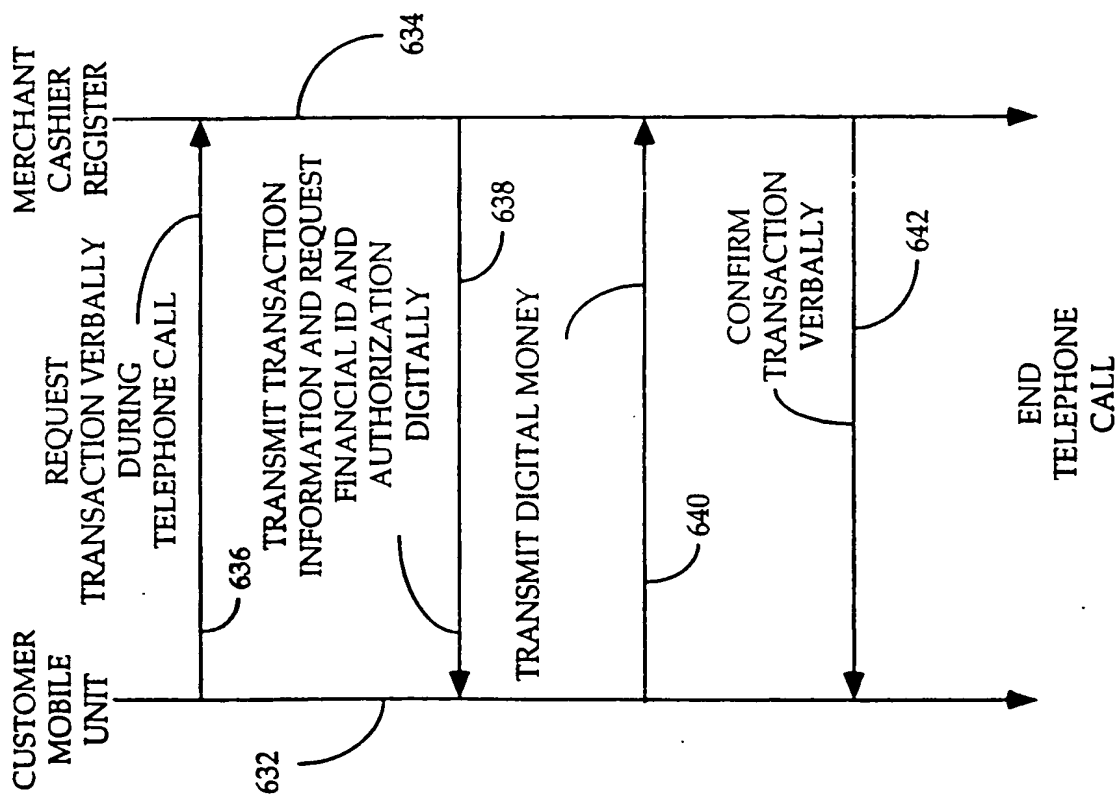 CUSTOMER
MOBILE
UNIT
MERCHANT
CASHIER
REGISTER
632
634
REQUEST
TRANSACTION VERBALLY
DURING
TELEPHONE CALL
636
TRANSMIT TRANSACTION
INFORMATION AND REQUEST
FINANCIAL ID AND
AUTHORIZATION
DIGITALLY
638
TRANSMIT DIGITAL MONEY
640
CONFIRM
TRANSACTION
VERBALLY
642
END
TELEPHONE
CALL